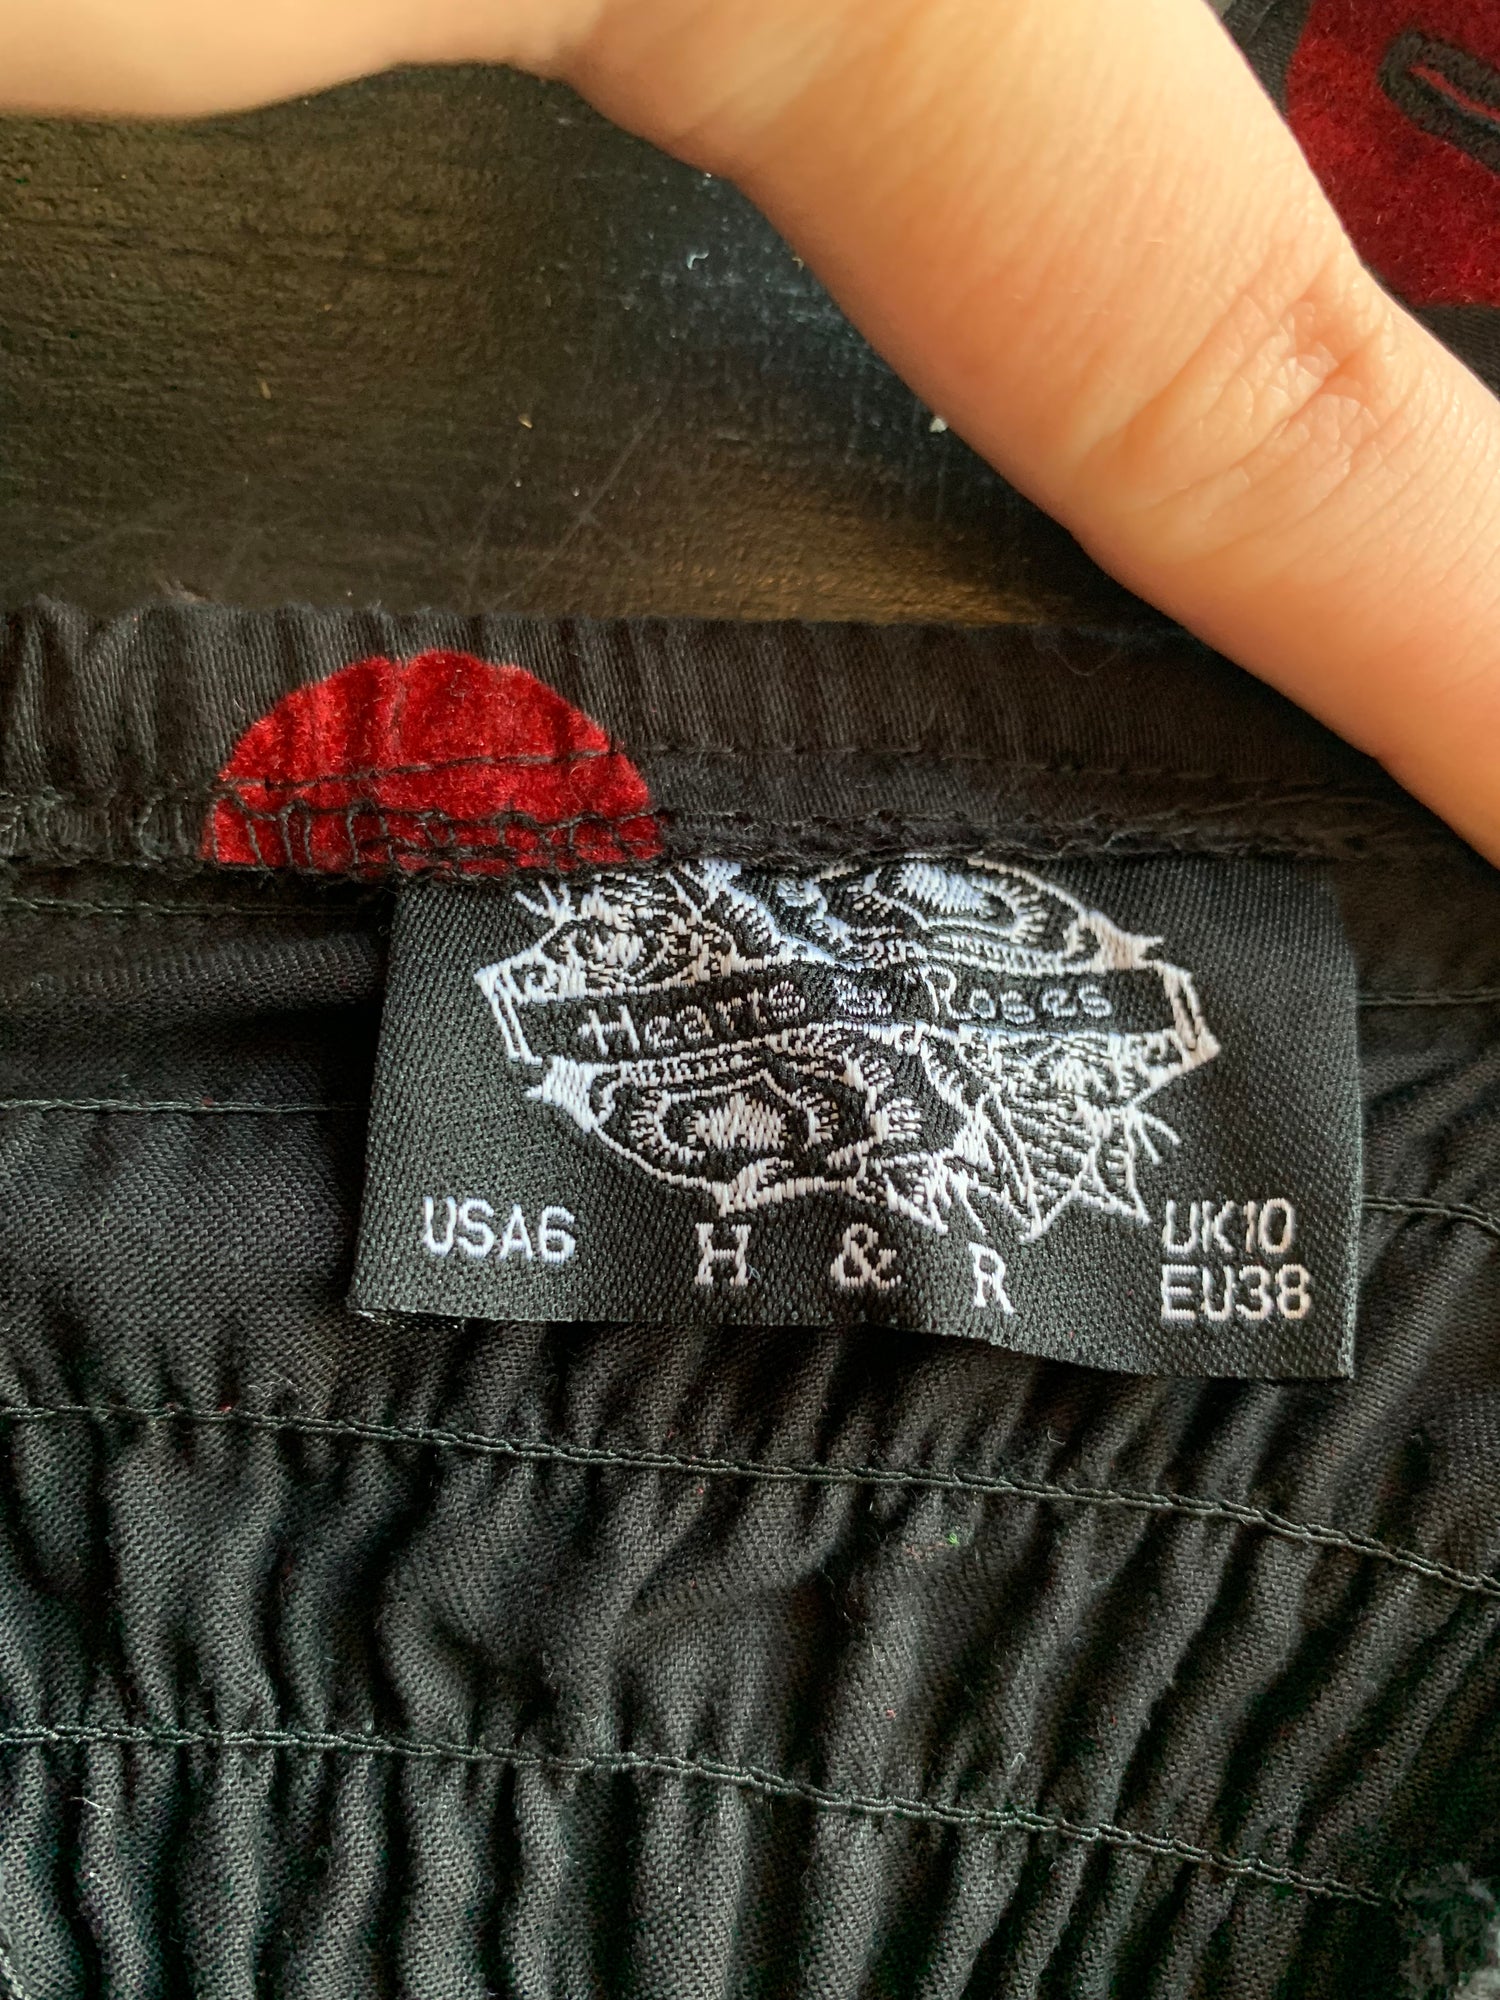 Hearts & Roses
USA6 H & R UK10
EU38